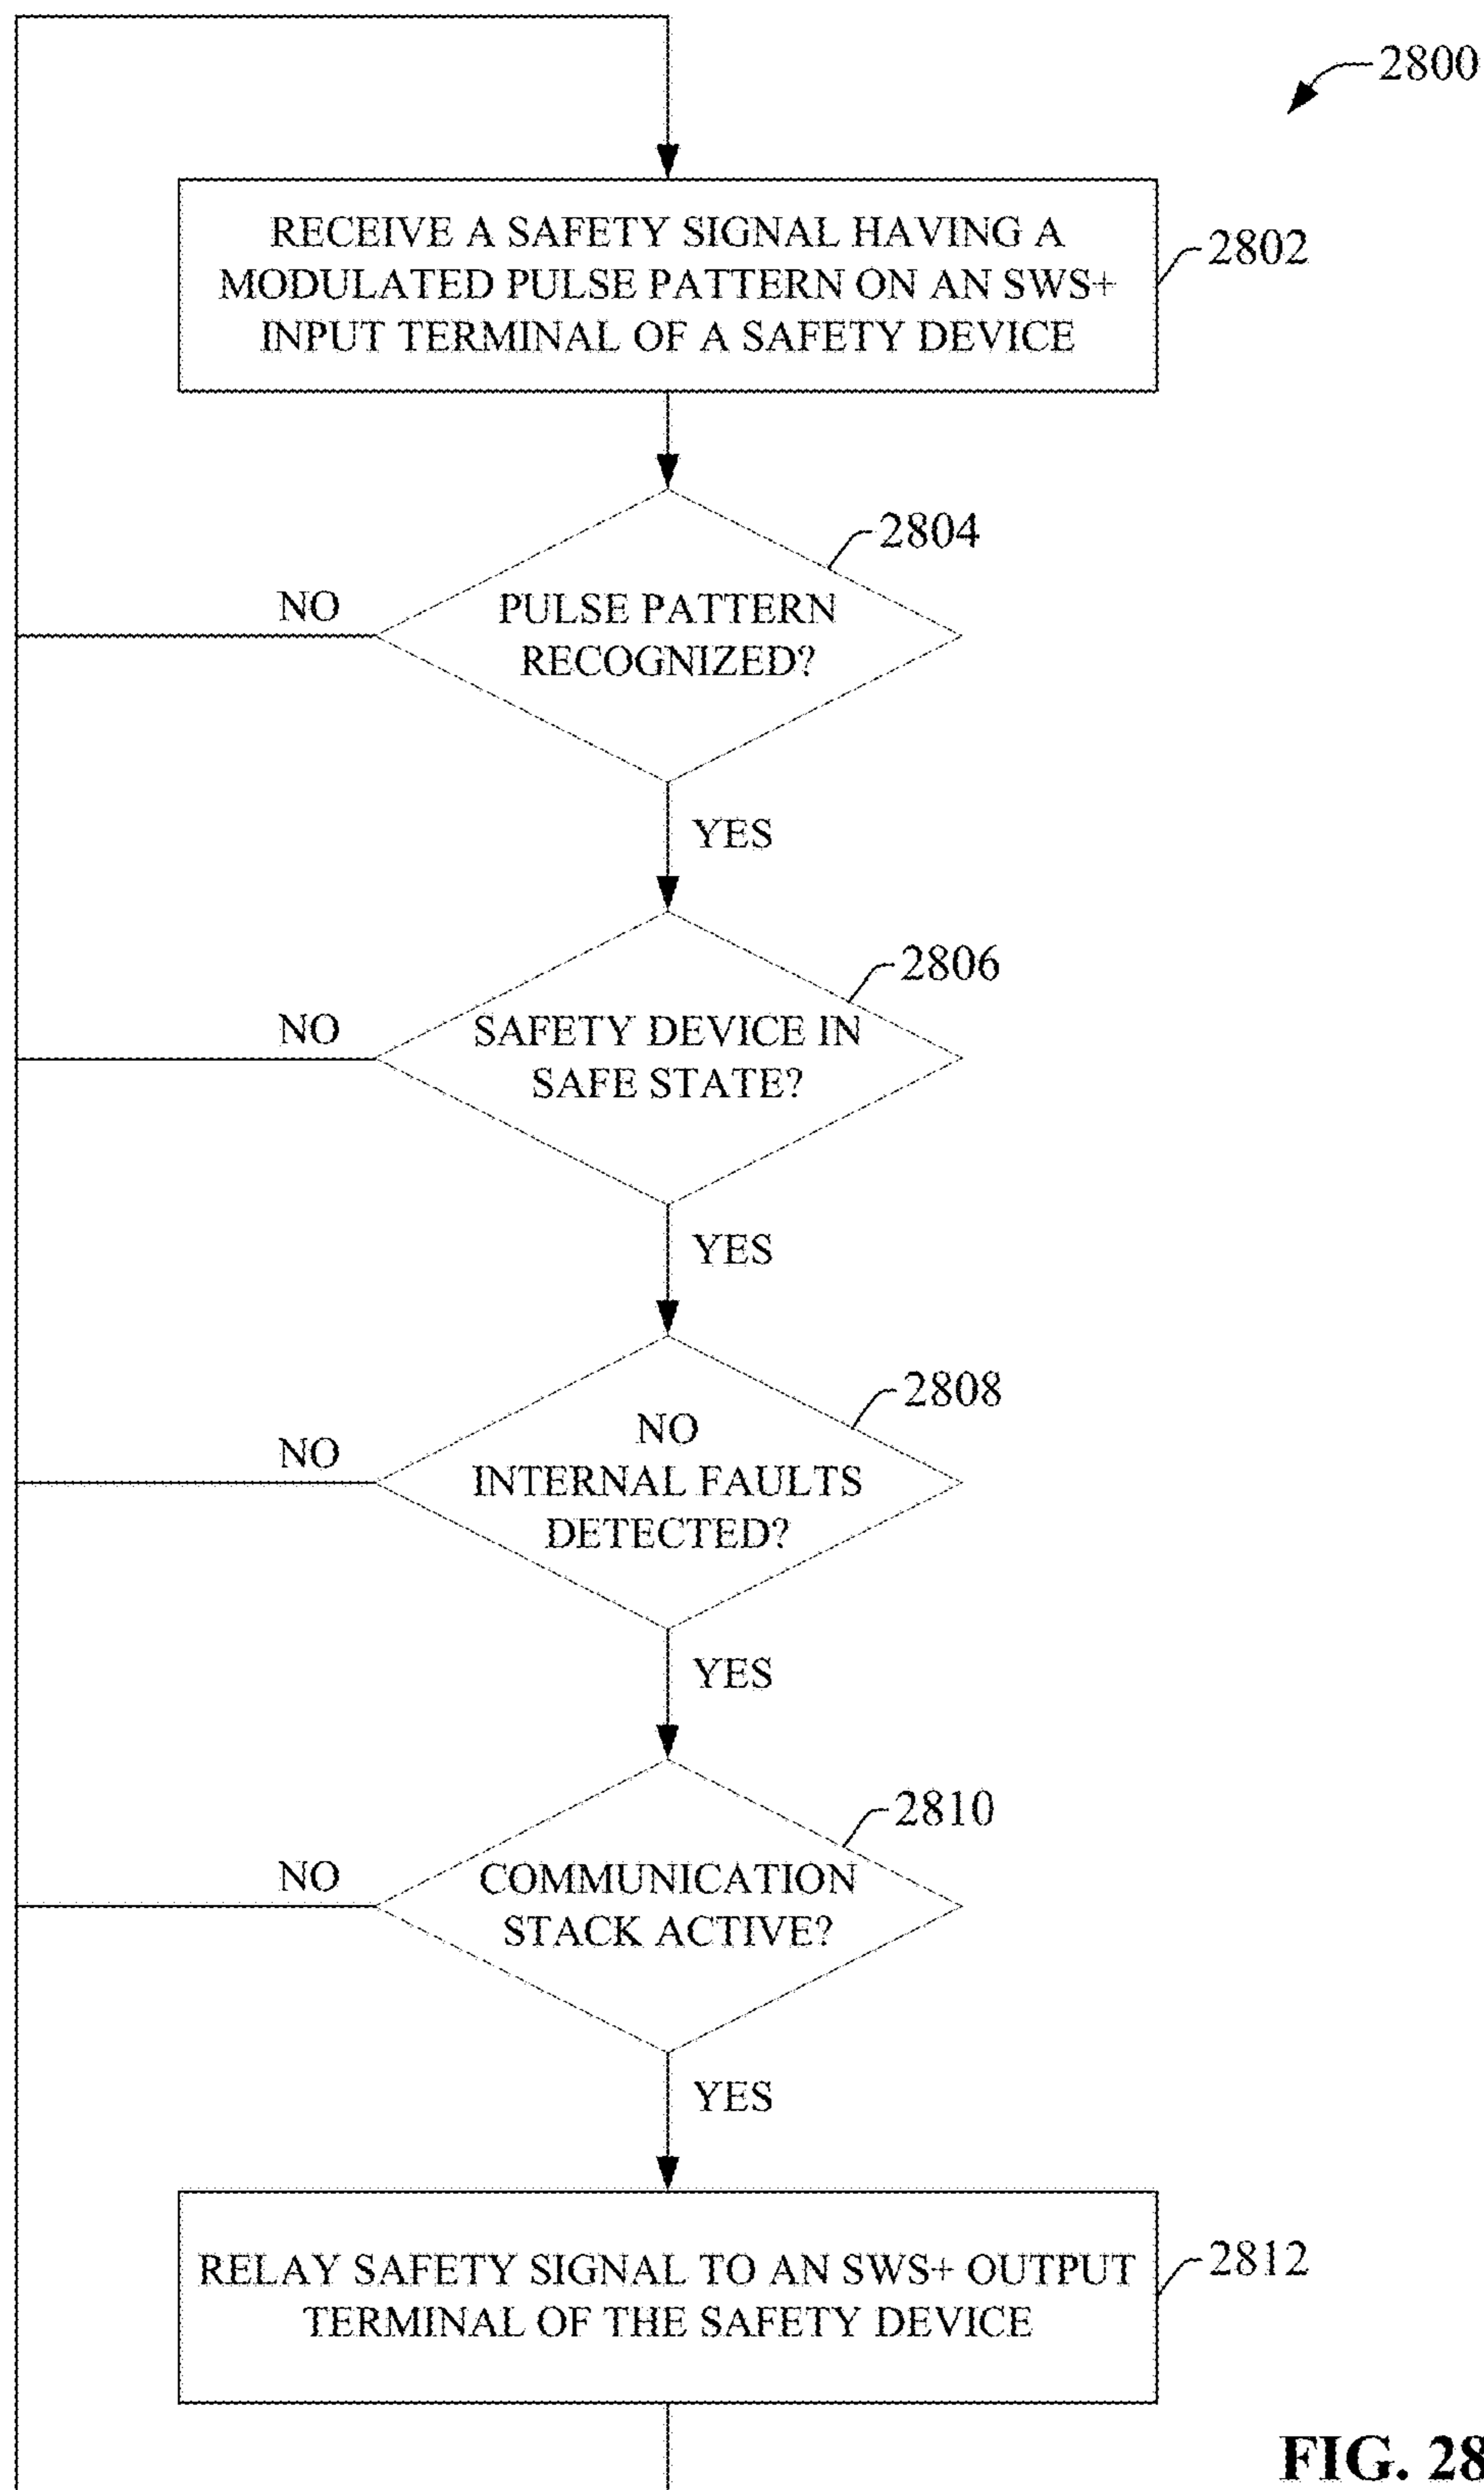 2800
RECEIVE A SAFETY SIGNAL HAVING A
MODULATED PULSE PATTERN ON AN SWS+
INPUT TERMINAL OF A SAFETY DEVICE
2802
2804
NO
PULSE PATTERN
RECOGNIZED?
YES
2806
NO
SAFETY DEVICE IN
SAFE STATE?
YES
2808
NO
NO
INTERNAL FAULTS
DETECTED?
YES
2810
NO
COMMUNICATION
STACK ACTIVE?
YES
RELAY SAFETY SIGNAL TO AN SWS+ OUTPUT
TERMINAL OF THE SAFETY DEVICE
2812
FIG. 28